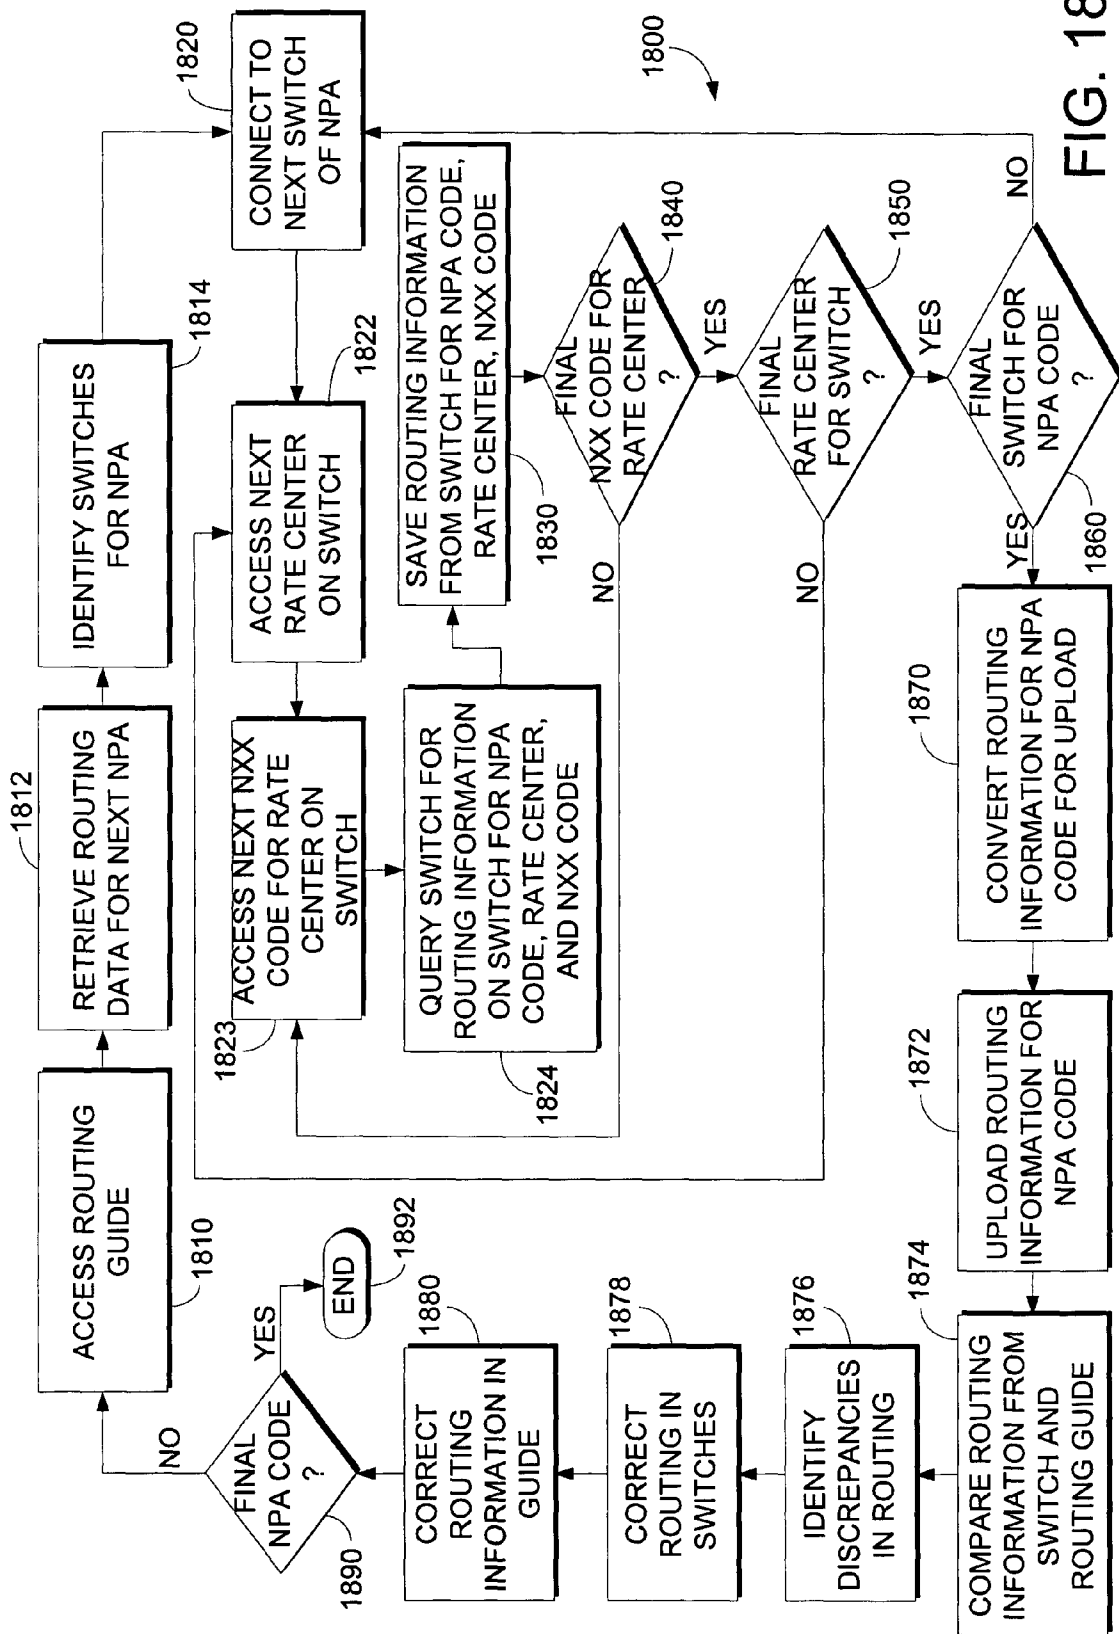 ACCESS ROUTING
GUIDE
1810
RETRIEVE ROUTING
DATA FOR NEXT NPA
1812
IDENTIFY SWITCHES
FOR NPA
1814
CONNECT TO
NEXT SWITCH
OF NPA
1820
ACCESS NEXT
RATE CENTER
ON SWITCH
1822
ACCESS NEXT NXX
CODE FOR RATE
CENTER ON
SWITCH
1823
QUERY SWITCH FOR
ROUTING INFORMATION
ON SWITCH FOR NPA
CODE, RATE CENTER,
AND NXX CODE
1824
SAVE ROUTING INFORMATION
FROM SWITCH FOR NPA CODE,
RATE CENTER, NXX CODE
1830
FINAL
NXX CODE FOR
RATE CENTER
?
1840
NO
YES
FINAL
RATE CENTER
FOR SWITCH
?
1850
NO
YES
FINAL
SWITCH FOR
NPA CODE
?
1860
NO
YES
CONVERT ROUTING
INFORMATION FOR NPA
CODE FOR UPLOAD
1870
UPLOAD ROUTING
INFORMATION FOR
NPA CODE
1872
COMPARE ROUTING
INFORMATION FROM
SWITCH AND
ROUTING GUIDE
1874
IDENTIFY
DISCREPANCIES
IN ROUTING
1876
CORRECT
ROUTING IN
SWITCHES
1878
CORRECT
ROUTING
INFORMATION IN
GUIDE
1880
FINAL
NPA CODE
?
1890
NO
YES
END
1892
1800
FIG. 18